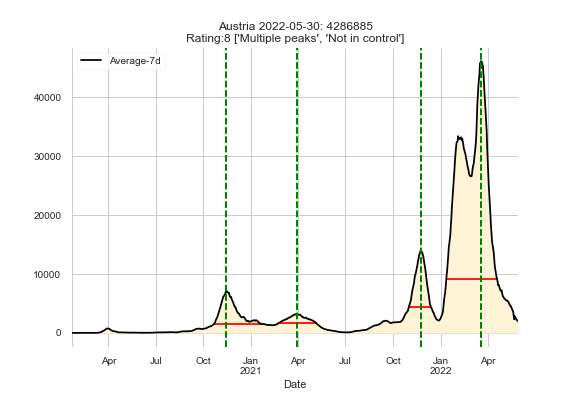 Austria 2022-05-30: 4286885
Rating:8 ['Multiple peaks', 'Not in control']
Average-7d
40000
30000
20000
10000
0
Apr Jul Oct Jan Apr Jul Oct Jan Apr
2021 2022
Date